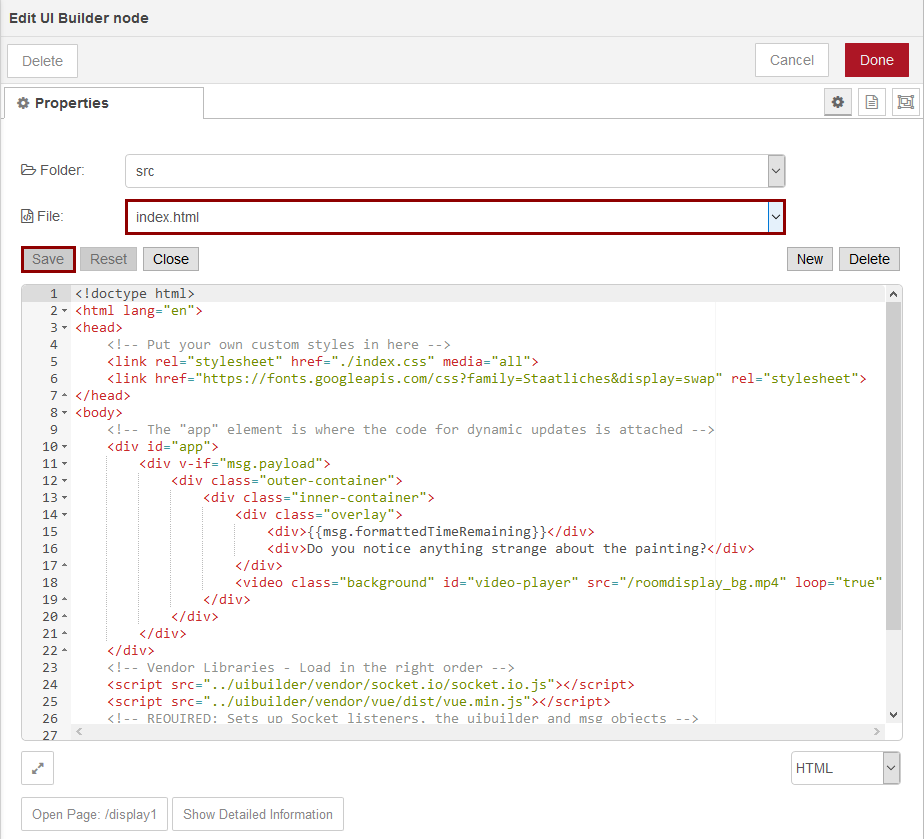 Edit UI Builder node
Delete Cancel Done
Properties
Folder: src
File: index.html
Save Reset Close New Delete
1 <!doctype html>
2 <html lang="en">
3 <head>
4 <!-- Put your own custom styles in here -->
5 <link rel="stylesheet" href="./index.css" media="all">
6 <link href="https://fonts.googleapis.com/css?family=Staatliches&display=swap" rel="stylesheet">
7 </head>
8 <body>
9 <!-- The "app" element is where the code for dynamic updates is attached -->
10 <div id="app">
11 <div v-if="msg.payload">
12 <div class="outer-container">
13 <div class="inner-container">
14 <div class="overlay">
15 <div>{{msg.formattedTimeRemaining}}</div>
16 <div>Do you notice anything strange about the painting?</div>
17 </div>
18 <video class="background" id="video-player" src="/roomdisplay_bg.mp4" loop="true"
19 </div>
20 </div>
21 </div>
22 </div>
23 <!-- Vendor Libraries - Load in the right order -->
24 <script src="../uibuilder/vendor/socket.io/socket.io.js"></script>
25 <script src="../uibuilder/vendor/vue/dist/vue.min.js"></script>
26 <!-- REQUIRED: Sets up Socket listeners, the uibuilder and msg objects -->
27
HTML
Open Page: /display1 Show Detailed Information